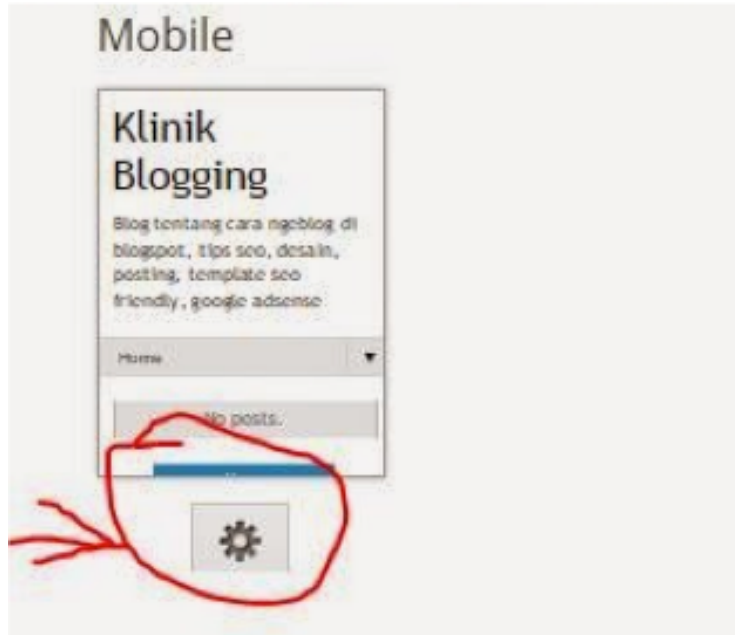 Mobile
Klinik
Blogging
Blog tentang cara ngeblog di
blogspot, tips seo, desain,
posting, template seo
friendly, google adsense
Home
No posts.